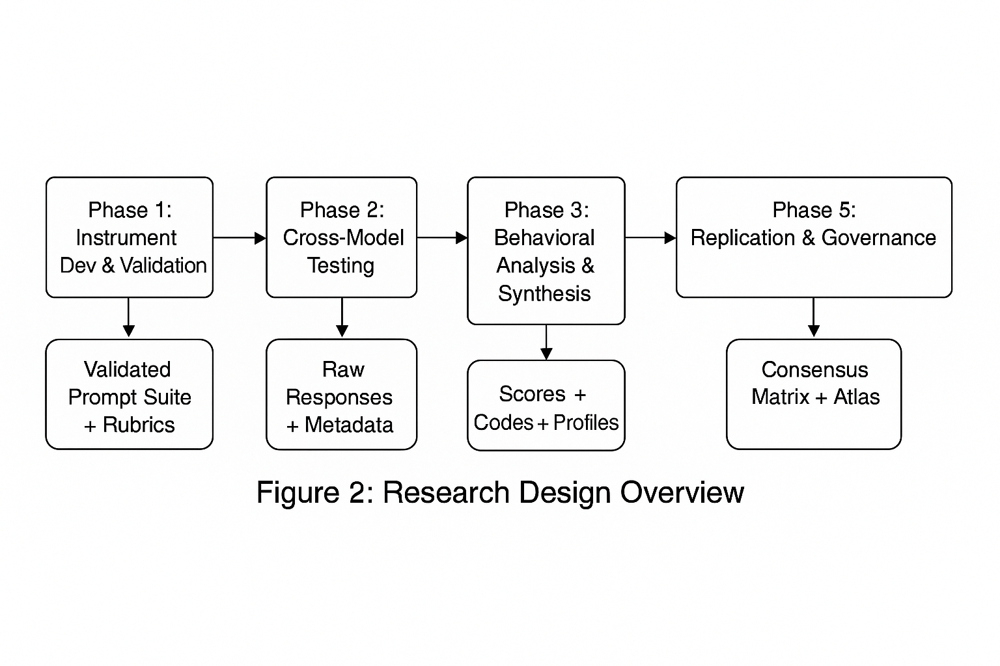 Phase 1:
Instrument
Dev & Validation
Phase 2:
Cross-Model
Testing
Phase 3:
Behavioral
Analysis &
Synthesis
Phase 5:
Replication & Governance
Validated
Prompt Suite
+ Rubrics
Raw
Responses
+ Metadata
Scores +
Codes + Profiles
Consensus
Matrix + Atlas
Figure 2: Research Design Overview